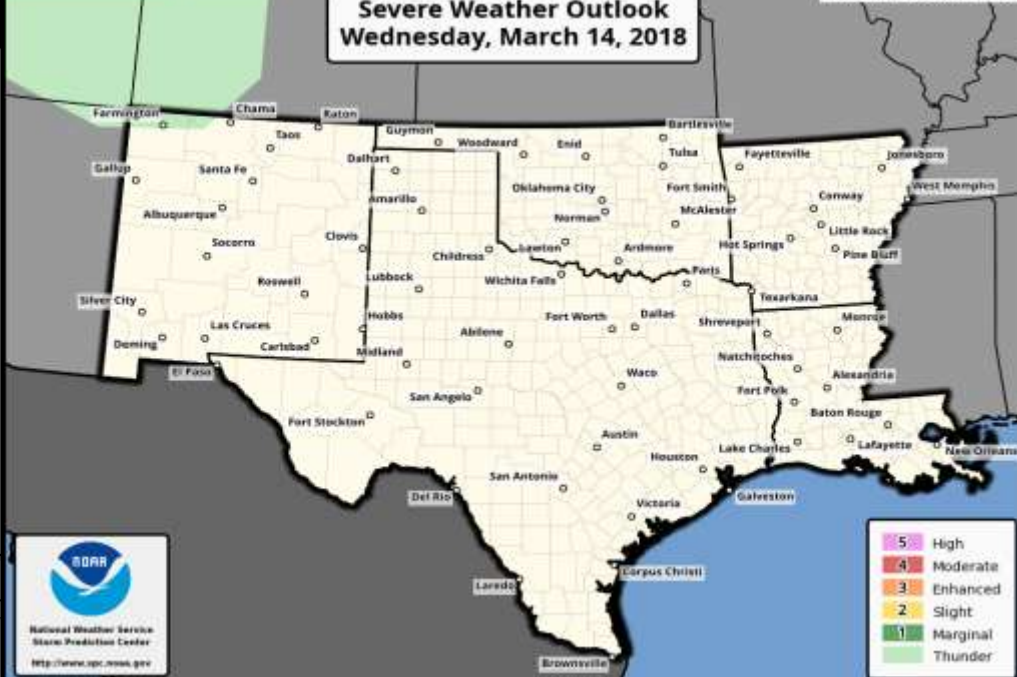 Severe Weather Outlook
Wednesday, March 14, 2018
Farmington
Chama
Raton
Taos
Guymon
Woodward
Enid
Bartlesville
Tulsa
Fayetteville
Jonesboro
Gallup
Santa Fe
Dalhart
Amarillo
Oklahoma City
Fort Smith
Conway
West Memphis
Albuquerque
Norman
McAlester
Little Rock
Socorro
Clovis
Childress
Lawton
Ardmore
Hot Springs
Pine Bluff
Roswell
Lubbock
Wichita Falls
Paris
Silver City
Texarkana
Las Cruces
Hobbs
Abilene
Fort Worth
Dallas
Shreveport
Monroe
Deming
Carlsbad
Midland
Natchitoches
El Paso
Waco
Alexandria
San Angelo
Fort Polk
Fort Stockton
Baton Rouge
Austin
Lake Charles
Lafayette
New Orleans
Houston
San Antonio
Del Rio
Victoria
Galveston
Laredo
Corpus Christi
Brownsville
NOAA
National Weather Service
Storm Prediction Center
http://www.spc.noaa.gov
5 High
4 Moderate
3 Enhanced
2 Slight
1 Marginal
Thunder